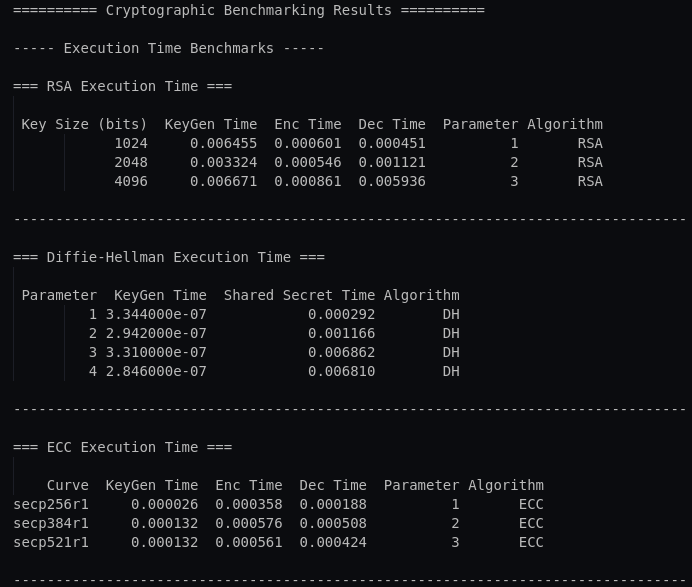 ========== Cryptographic Benchmarking Results ==========
----- Execution Time Benchmarks -----
=== RSA Execution Time ===
Key Size (bits)  KeyGen Time  Enc Time  Dec Time  Parameter Algorithm
           1024     0.006455  0.000601  0.000451          1       RSA
           2048     0.003324  0.000546  0.001121          2       RSA
           4096     0.006671  0.000861  0.005936          3       RSA
--------------------------------------------------------------------------------
=== Diffie-Hellman Execution Time ===
Parameter  KeyGen Time  Shared Secret Time Algorithm
        1 3.344000e-07            0.000292        DH
        2 2.942000e-07            0.001166        DH
        3 3.310000e-07            0.006862        DH
        4 2.846000e-07            0.006810        DH
--------------------------------------------------------------------------------
=== ECC Execution Time ===
    Curve  KeyGen Time  Enc Time  Dec Time  Parameter Algorithm
secp256r1     0.000026  0.000358  0.000188          1       ECC
secp384r1     0.000132  0.000576  0.000508          2       ECC
secp521r1     0.000132  0.000561  0.000424          3       ECC
--------------------------------------------------------------------------------